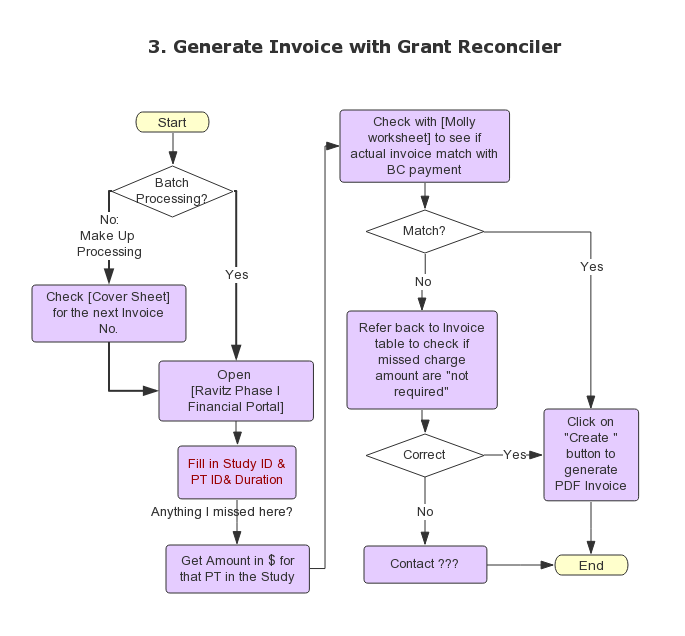 3. Generate Invoice with Grant Reconciler
Start
Batch
Processing?
No:
Make Up
Processing
Yes
Check [Cover Sheet]
for the next Invoice
No.
Open
[Ravitz Phase I
Financial Portal]
Fill in Study ID &
PT ID& Duration
Anything I missed here?
Get Amount in $ for
that PT in the Study
Check with [Molly
worksheet] to see if
actual invoice match with
BC payment
Match?
No
Yes
Refer back to Invoice
table to check if
missed charge
amount are "not
required"
Correct
Yes
No
Click on
"Create "
button to
generate
PDF Invoice
Contact ???
End